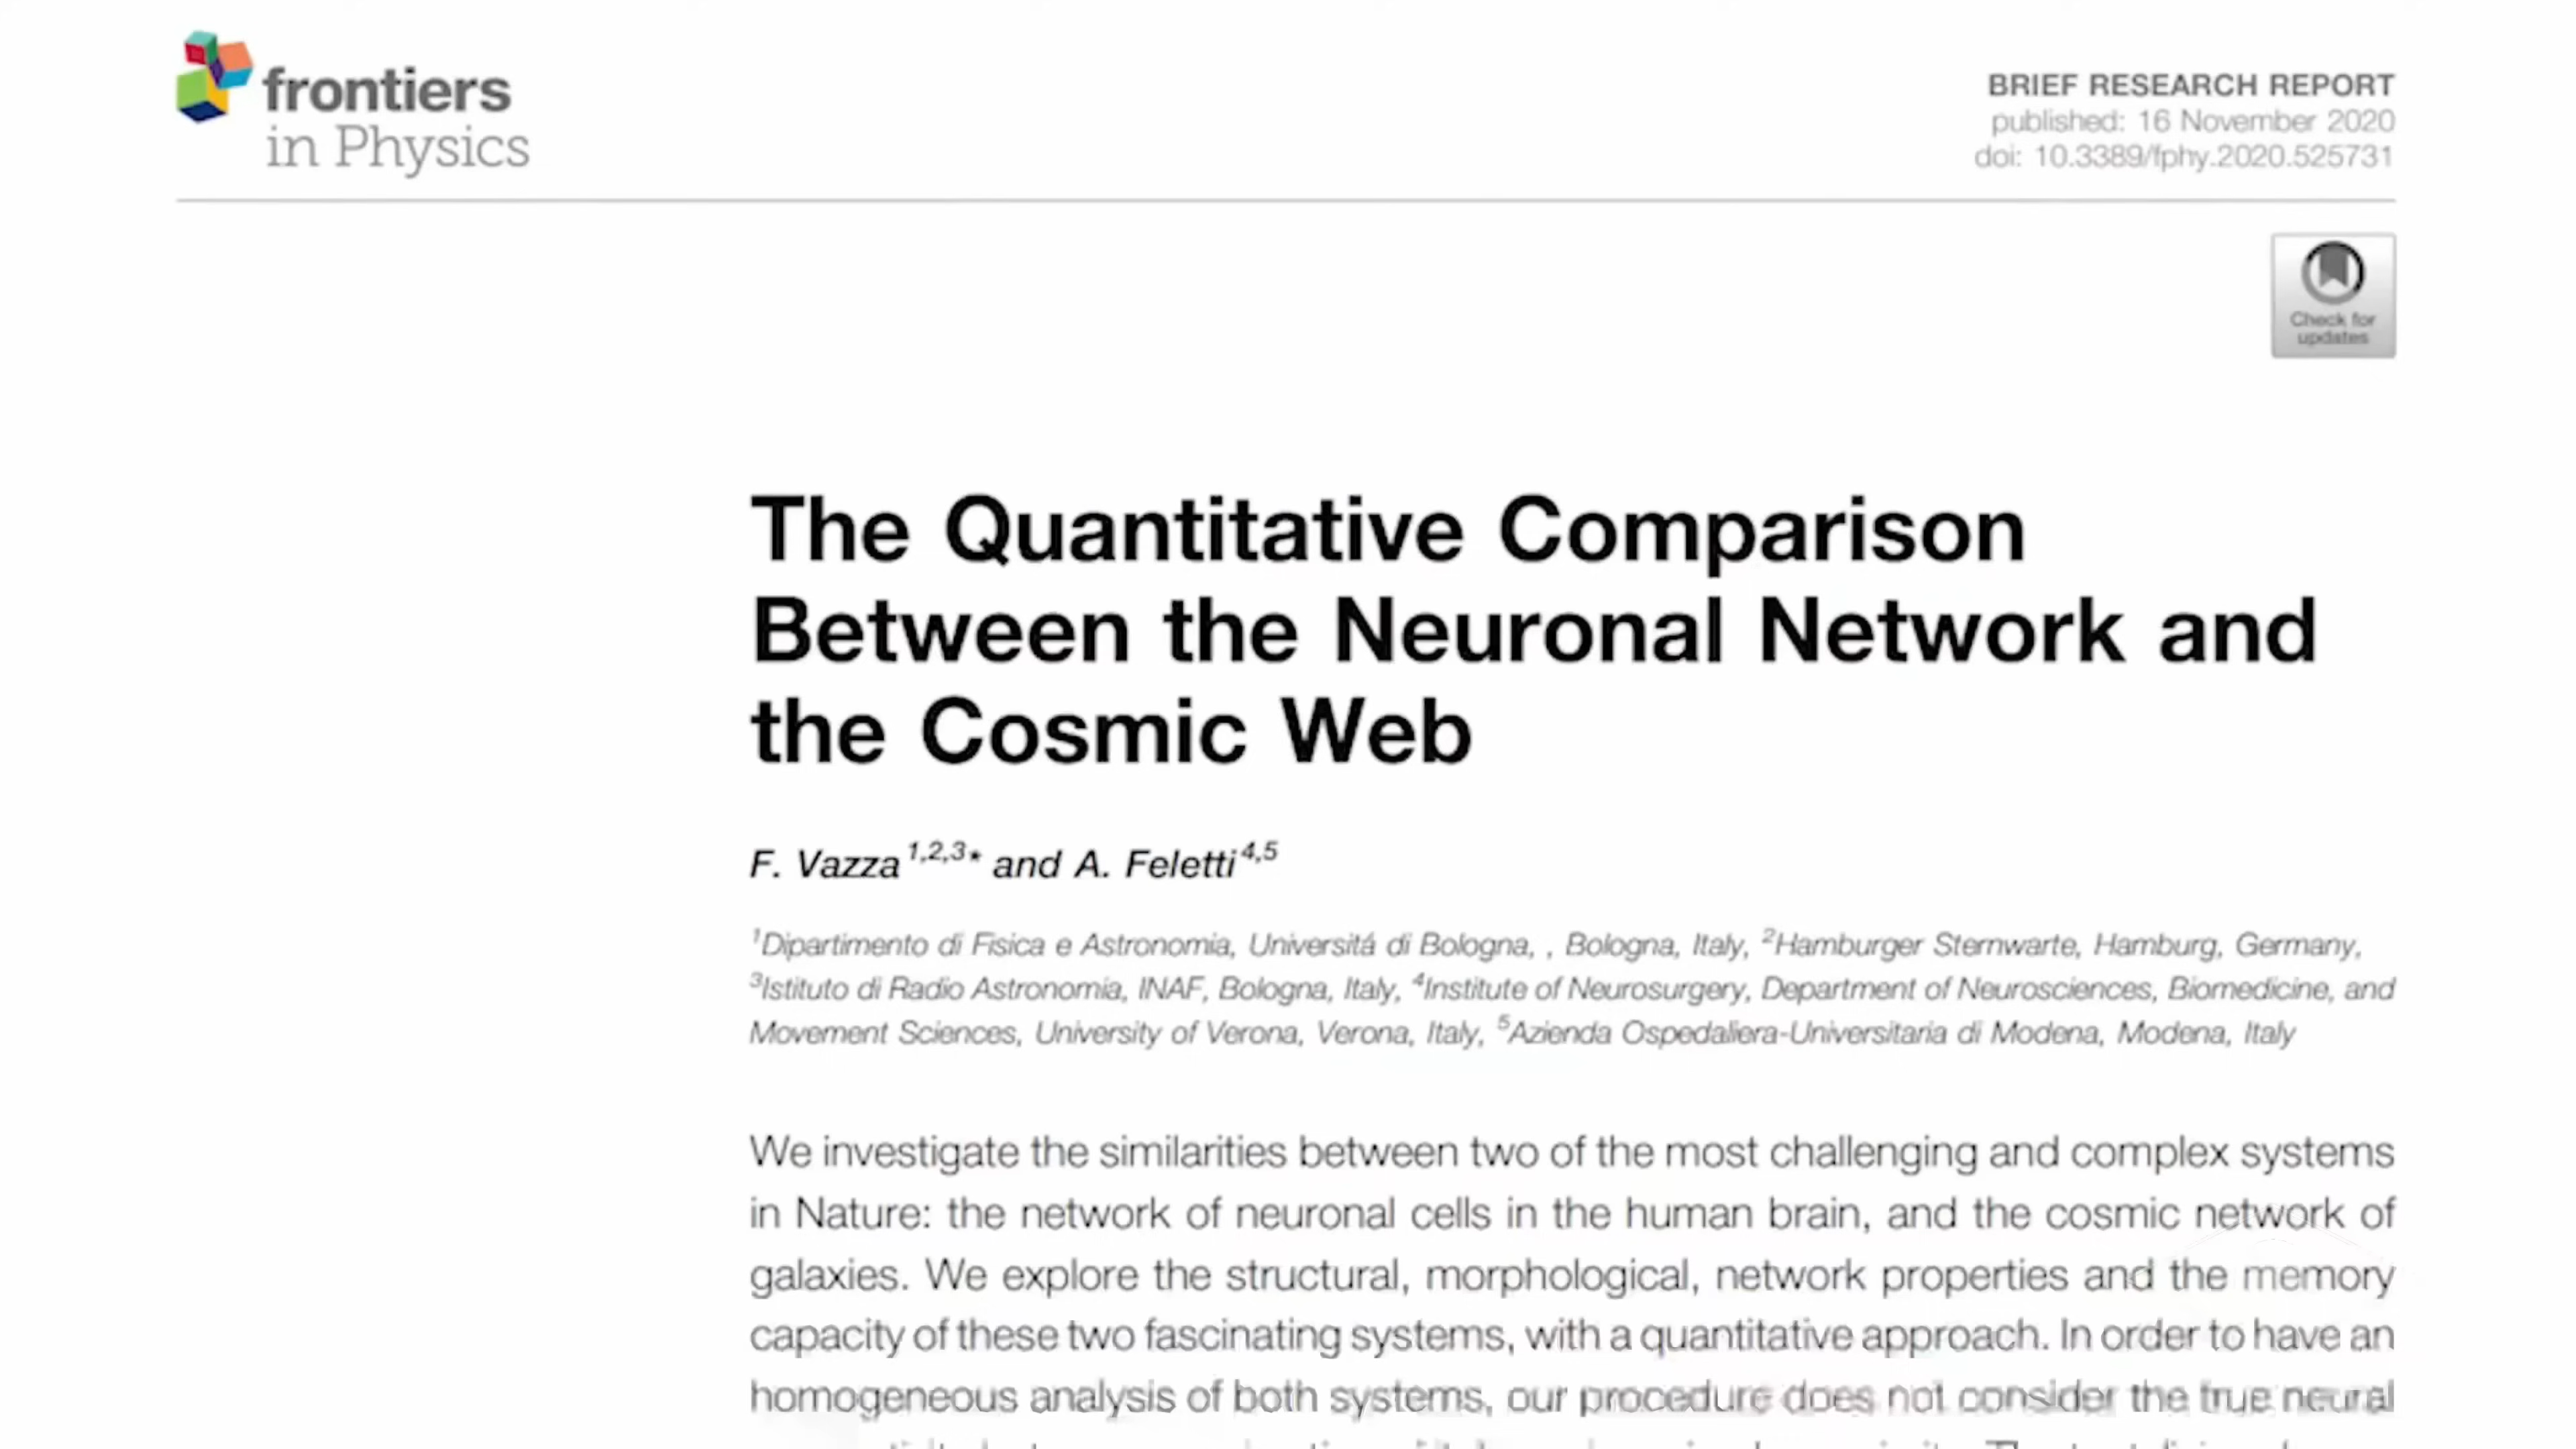 frontiers
in Physics
BRIEF RESEARCH REPORT
published: 16 November 2020
doi: 10.3389/fphy.2020.525731
Check for
updates
The Quantitative Comparison
Between the Neuronal Network and
the Cosmic Web
F. Vazza 1,2,3* and A. Feletti 4,5
1Dipartimento di Fisica e Astronomia, Universitá di Bologna, , Bologna, Italy, 2Hamburger Sternwarte, Hamburg, Germany,
3Istituto di Radio Astronomia, INAF, Bologna, Italy, 4Institute of Neurosurgery, Department of Neurosciences, Biomedicine, and
Movement Sciences, University of Verona, Verona, Italy, 5Azienda Ospedaliera-Universitaria di Modena, Modena, Italy
We investigate the similarities between two of the most challenging and complex systems
in Nature: the network of neuronal cells in the human brain, and the cosmic network of
galaxies. We explore the structural, morphological, network properties and the memory
capacity of these two fascinating systems, with a quantitative approach. In order to have an
homogeneous analysis of both systems, our procedure does not consider the true neural